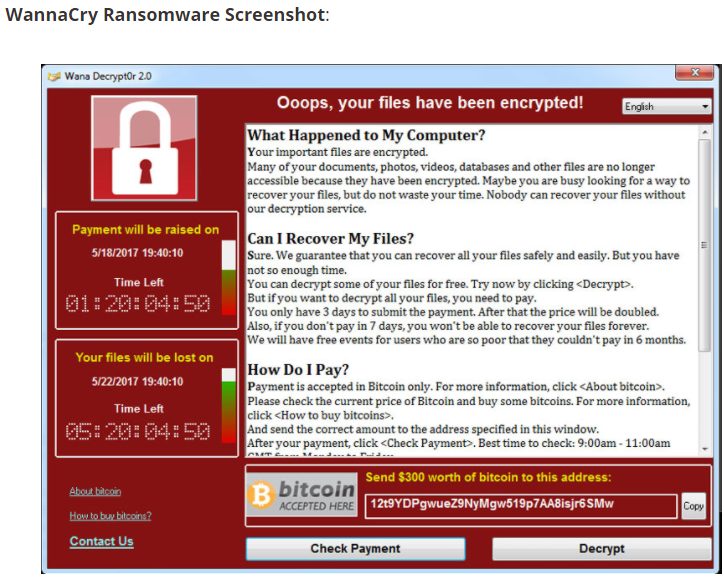 WannaCry Ransomware Screenshot:
Wana Decrypt0r 2.0
Ooops, your files have been encrypted!
English
Payment will be raised on
5/18/2017 19:40:10
Time Left
01:20:04:50
Your files will be lost on
5/22/2017 19:40:10
Time Left
05:20:04:50
About bitcoin
How to buy bitcoins?
Contact Us
What Happened to My Computer?
Your important files are encrypted.
Many of your documents, photos, videos, databases and other files are no longer
accessible because they have been encrypted. Maybe you are busy looking for a way to
recover your files, but do not waste your time. Nobody can recover your files without
our decryption service.
Can I Recover My Files?
Sure. We guarantee that you can recover all your files safely and easily. But you have
not so enough time.
You can decrypt some of your files for free. Try now by clicking <Decrypt>.
But if you want to decrypt all your files, you need to pay.
You only have 3 days to submit the payment. After that the price will be doubled.
Also, if you don't pay in 7 days, you won't be able to recover your files forever.
We will have free events for users who are so poor that they couldn't pay in 6 months.
How Do I Pay?
Payment is accepted in Bitcoin only. For more information, click <About bitcoin>.
Please check the current price of Bitcoin and buy some bitcoins. For more information,
click <How to buy bitcoins>.
And send the correct amount to the address specified in this window.
After your payment, click <Check Payment>. Best time to check: 9:00am - 11:00am
GMT from Monday to Friday.
bitcoin
ACCEPTED HERE
Send $300 worth of bitcoin to this address:
12t9YDPgwueZ9NyMgw519p7AA8isjr6SMw
Copy
Check Payment
Decrypt